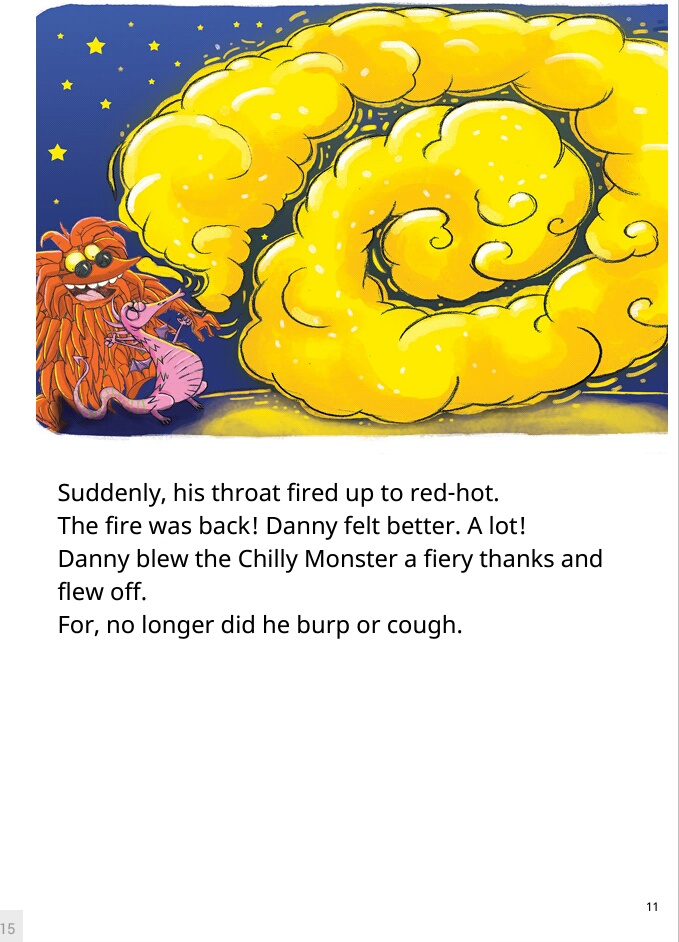 Suddenly, his throat fired up to red-hot.
The fire was back! Danny felt better. A lot!
Danny blew the Chilly Monster a fiery thanks and
flew off.
For, no longer did he burp or cough.
11
15